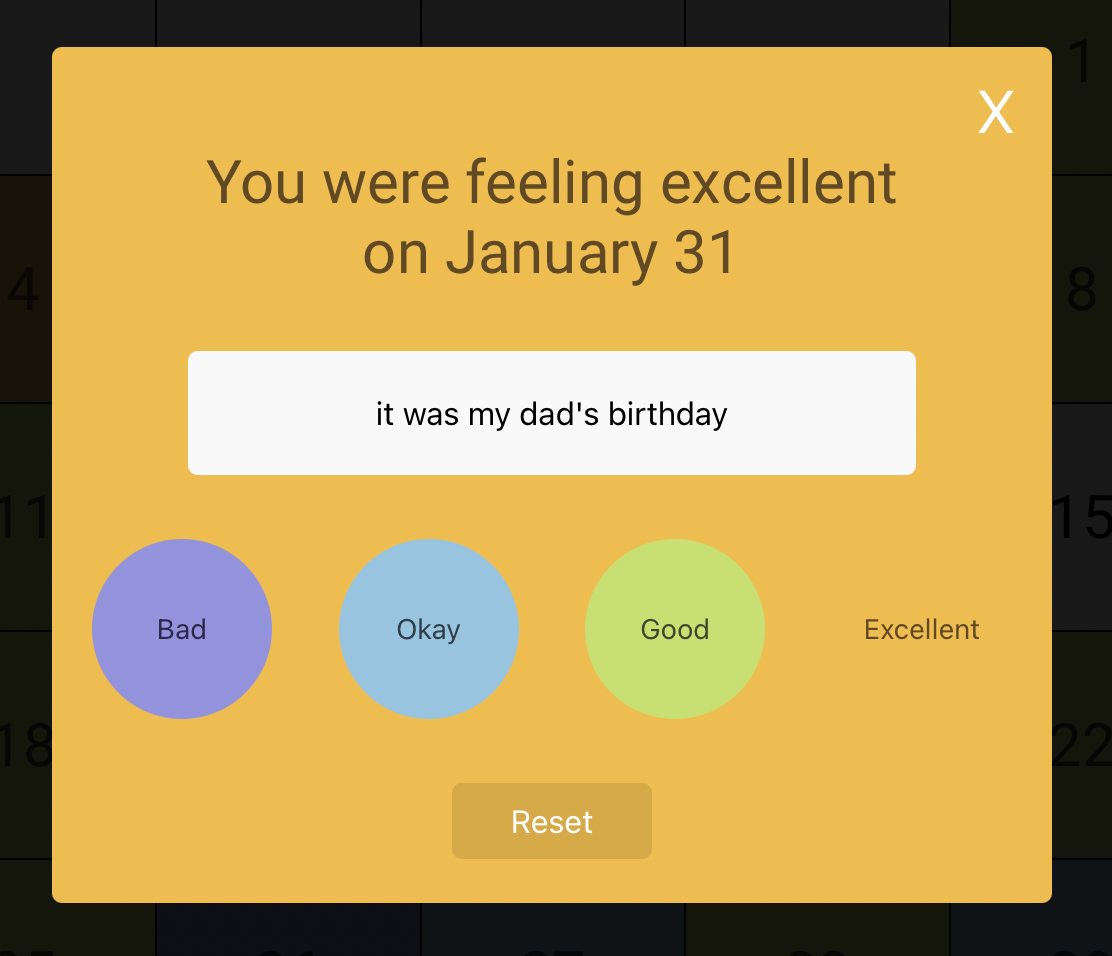 1
X
You were feeling excellent
on January 31
4
8
it was my dad's birthday
11
15
Bad
Okay
Good
Excellent
18
22
Reset